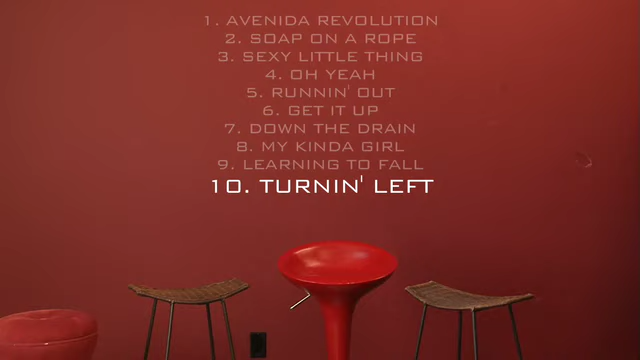 1. AVENIDA REVOLUTION
2. SOAP ON A ROPE
3. SEXY LITTLE THING
4. OH YEAH
5. RUNNIN' OUT
6. GET IT UP
7. DOWN THE DRAIN
8. MY KINDA GIRL
9. LEARNING TO FALL
10. TURNIN' LEFT